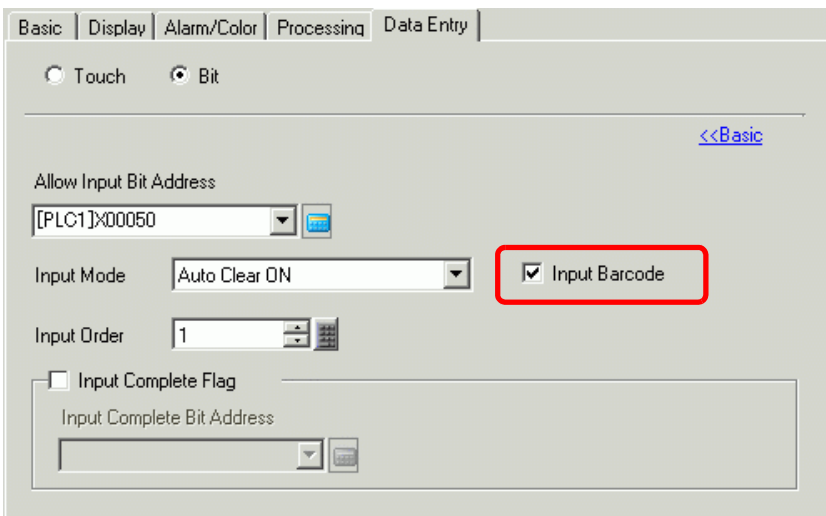 Basic Display Alarm/Color Processing Data Entry
Touch Bit
<<Basic
Allow Input Bit Address
[PLC1]X00050
Input Mode Auto Clear ON Input Barcode
Input Order 1
Input Complete Flag
Input Complete Bit Address